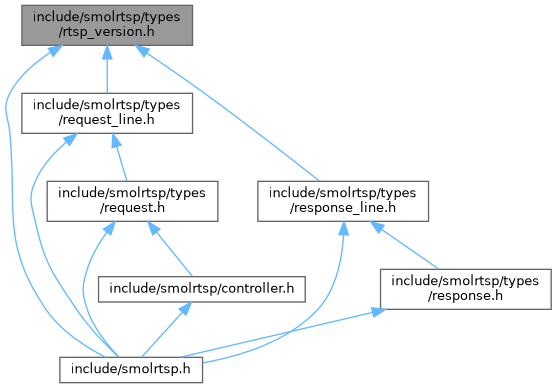 include/smolrtsp/types
/rtsp_version.h
include/smolrtsp/types
/request_line.h
include/smolrtsp/types
/request.h
include/smolrtsp/types
/response_line.h
include/smolrtsp/controller.h
include/smolrtsp/types
/response.h
include/smolrtsp.h